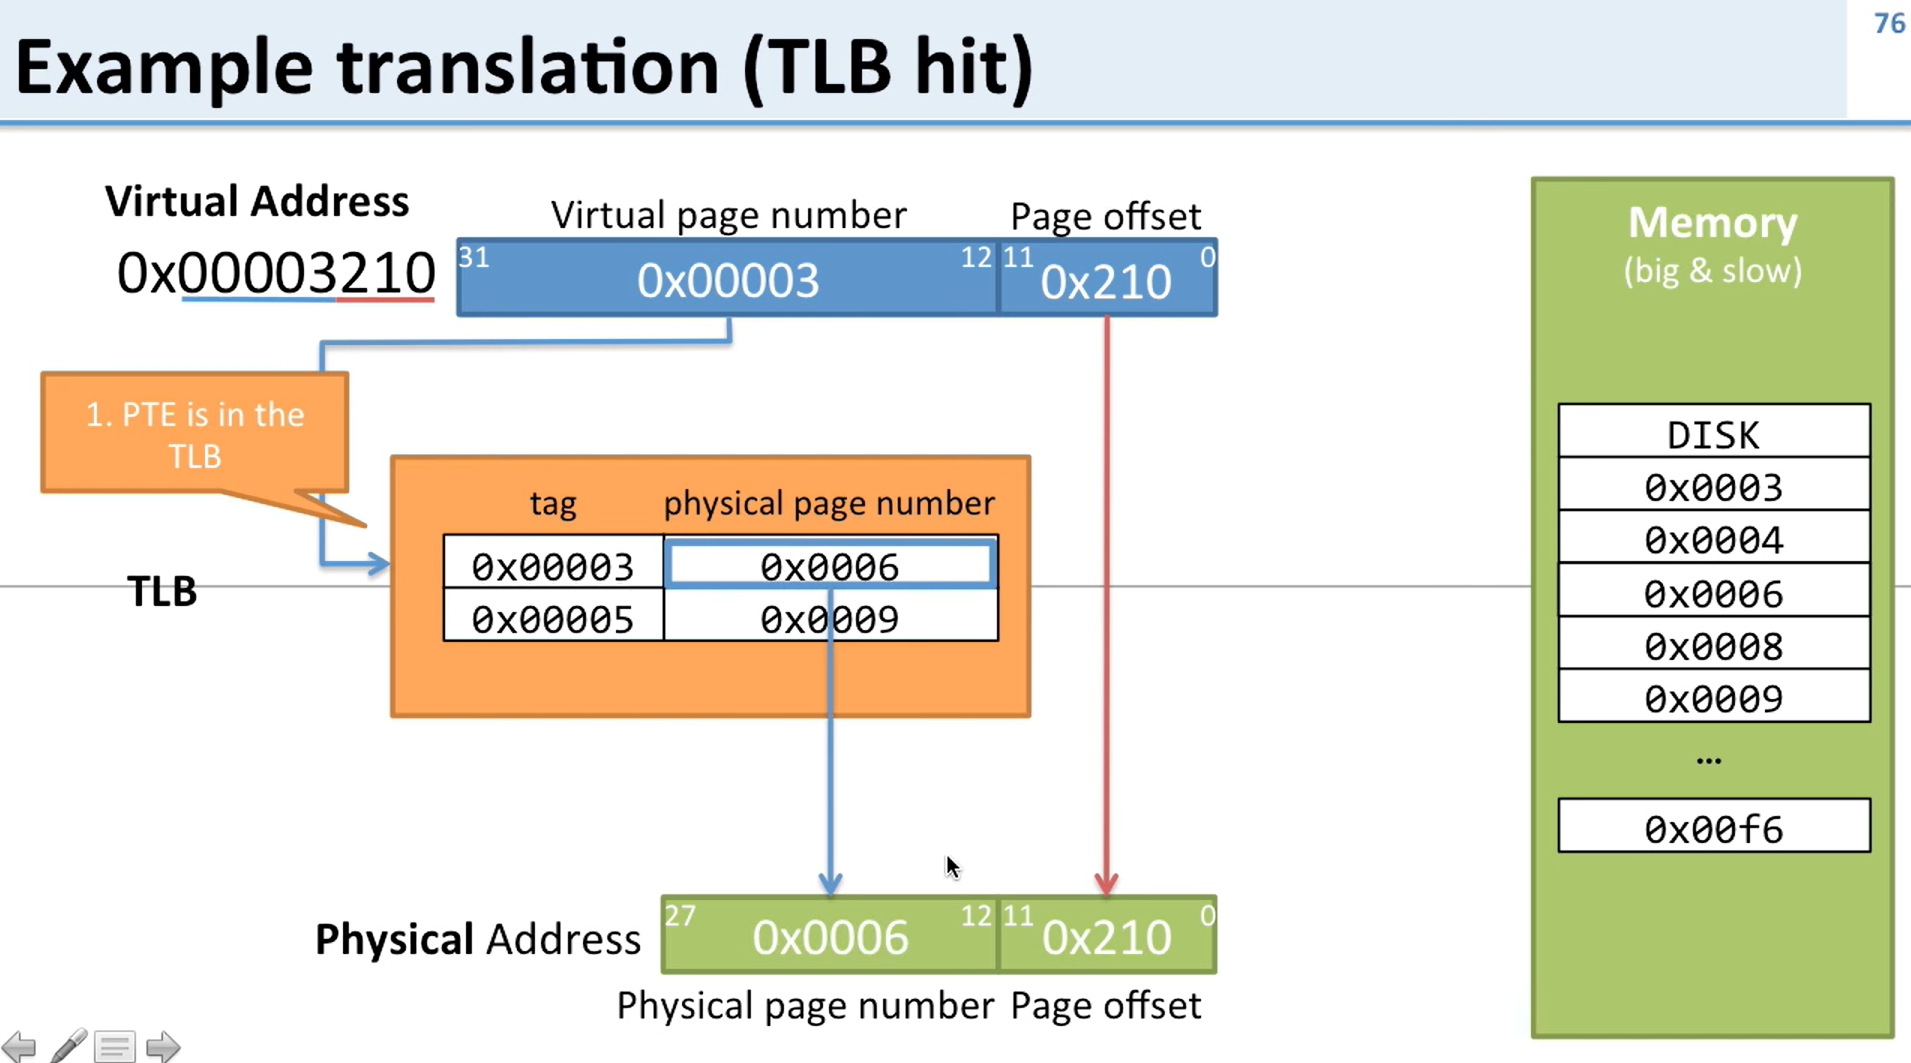 76
Example translation (TLB hit)
Virtual Address
0x00003210
Virtual page number
Page offset
31
0x00003
12
11
0x210
0
1. PTE is in the
TLB
TLB
tag
physical page number
0x00003
0x0006
0x00005
0x0009
Physical Address
27
0x0006
12
11
0x210
0
Physical page number
Page offset
Memory
(big & slow)
DISK
0x0003
0x0004
0x0006
0x0008
0x0009
...
0x00f6